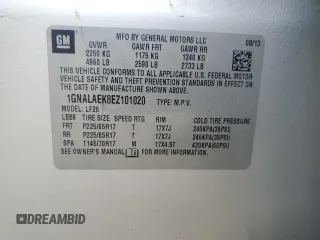 GM
MFD BY GENERAL MOTORS LLC
08/13
GVWR GAWR FRT GAWR RR
2250 KG 1175 KG 1240 KG
4960 LB 2590 LB 2733 LB
THIS VEHICLE CONFORMS TO ALL APPLICABLE U.S.
FEDERAL MOTOR VEHICLE SAFETY, BUMPER, AND
THEFT PREVENTION STANDARDS IN EFFECT ON THE
DATE OF MANUFACTURE SHOWN ABOVE.
1GNALAEK8EZ101020 TYPE: M.P.V.
MODEL: LF26
TIRE SIZE SPEED RTG RIM COLD TIRE PRESSURE
FRT P225/65R17 T 17X7J 240KPA(35PSI)
RR P225/65R17 T 17X7J 240KPA(35PSI)
SPA T145/70R17 M 17X4.5T 420KPA(60PSI)
SEE OWNER'S MANUAL FOR ADDITIONAL INFORMATION.
© AUTOBIDMASTER
AutoBidMaster